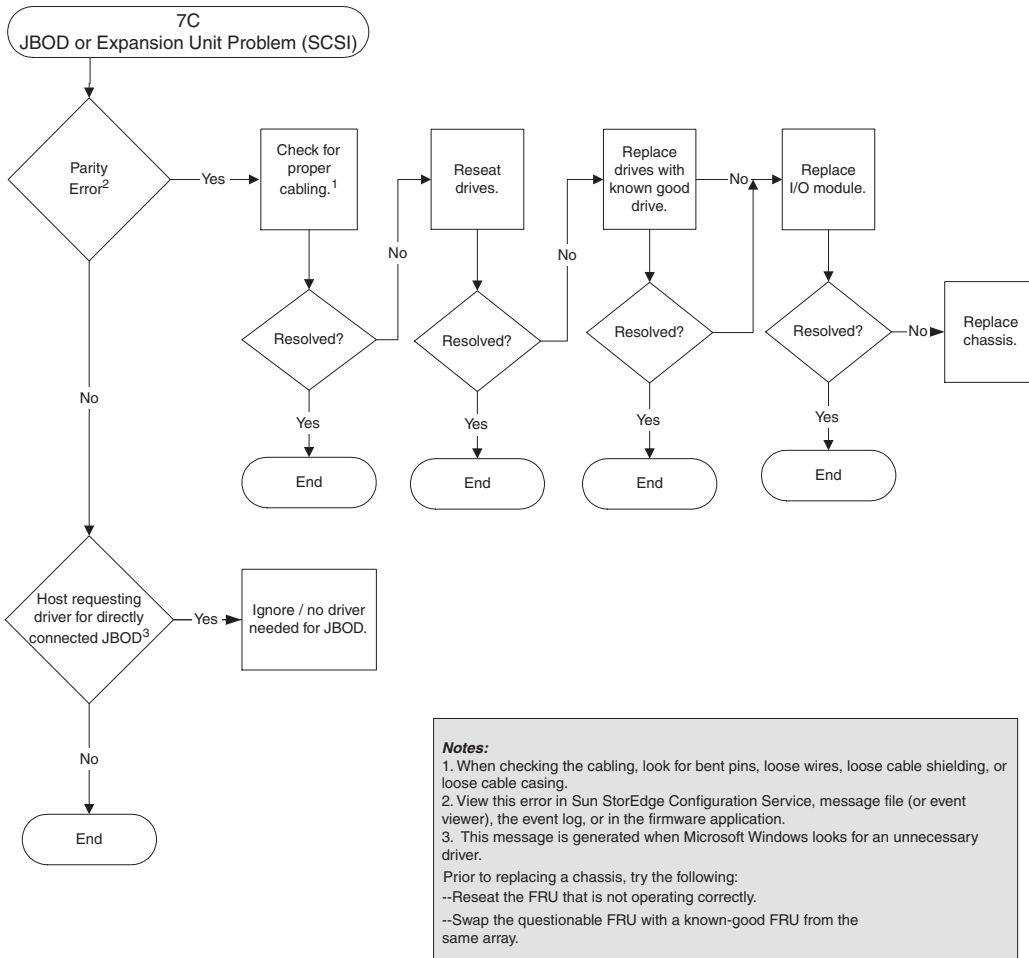 7C
JBOD or Expansion Unit Problem (SCSI)
Parity
Error2
Yes
Check for
proper
cabling.1
No
Reseat
drives.
No
Replace
drives with
known good
drive.
No
Replace
I/O module.
Resolved?
Resolved?
Resolved?
Resolved?
No
Replace
chassis.
No
Yes
Yes
Yes
Yes
End
End
End
End
Host requesting
driver for directly
connected JBOD3
Yes
Ignore / no driver
needed for JBOD.
No
End
Notes:
1. When checking the cabling, look for bent pins, loose wires, loose cable shielding, or
loose cable casing.
2. View this error in Sun StorEdge Configuration Service, message file (or event
viewer), the event log, or in the firmware application.
3. This message is generated when Microsoft Windows looks for an unnecessary
driver.
Prior to replacing a chassis, try the following:
--Reseat the FRU that is not operating correctly.
--Swap the questionable FRU with a known-good FRU from the
same array.